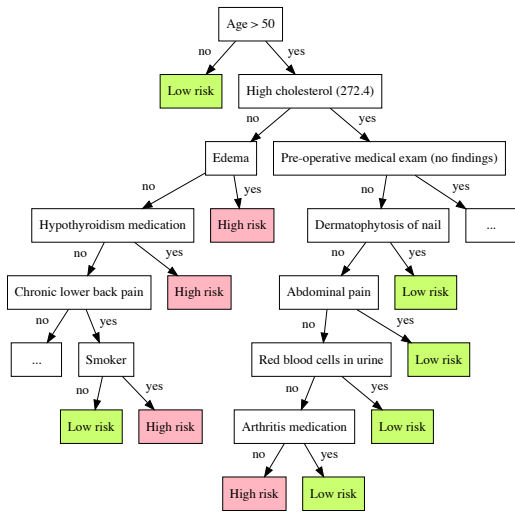 Age > 50
no
yes
Low risk
High cholesterol (272.4)
no
yes
Edema
Pre-operative medical exam (no findings)
no
yes
no
yes
Hypothyroidism medication
High risk
Dermatophytosis of nail
...
no
yes
no
yes
Chronic lower back pain
High risk
Abdominal pain
Low risk
no
yes
no
yes
...
Smoker
Red blood cells in urine
Low risk
no
yes
no
yes
Low risk
High risk
Arthritis medication
Low risk
no
yes
High risk
Low risk